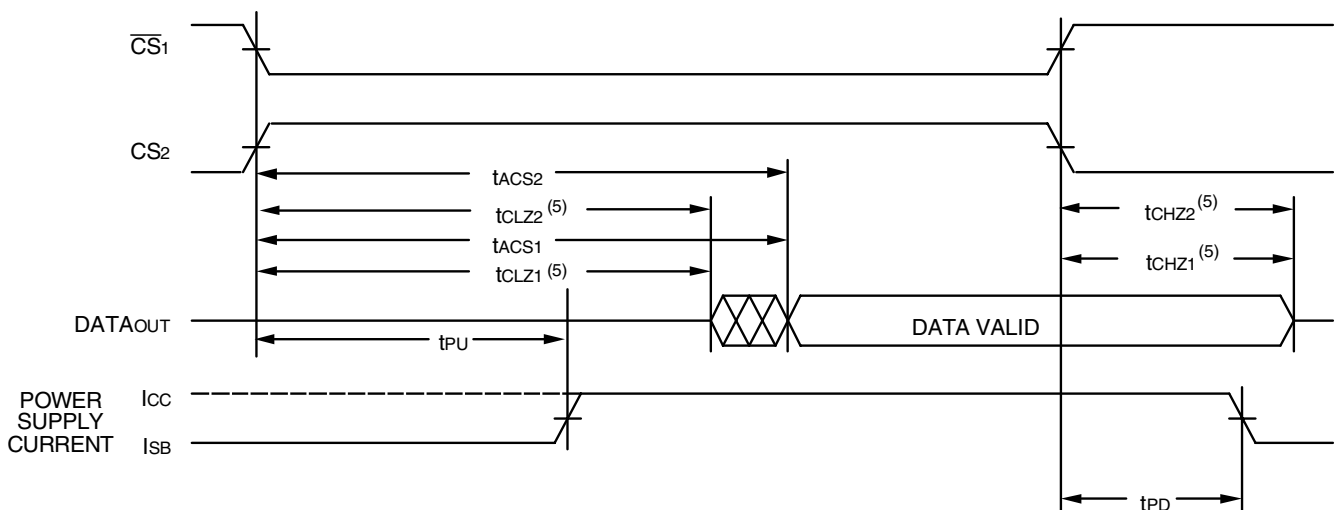 CS1
CS2
tACS2
tCLZ2 (5)
tCHZ2 (5)
tACS1
tCLZ1 (5)
tCHZ1 (5)
DATAOUT
DATA VALID
tPU
POWER SUPPLY CURRENT
ICC
ISB
tPD